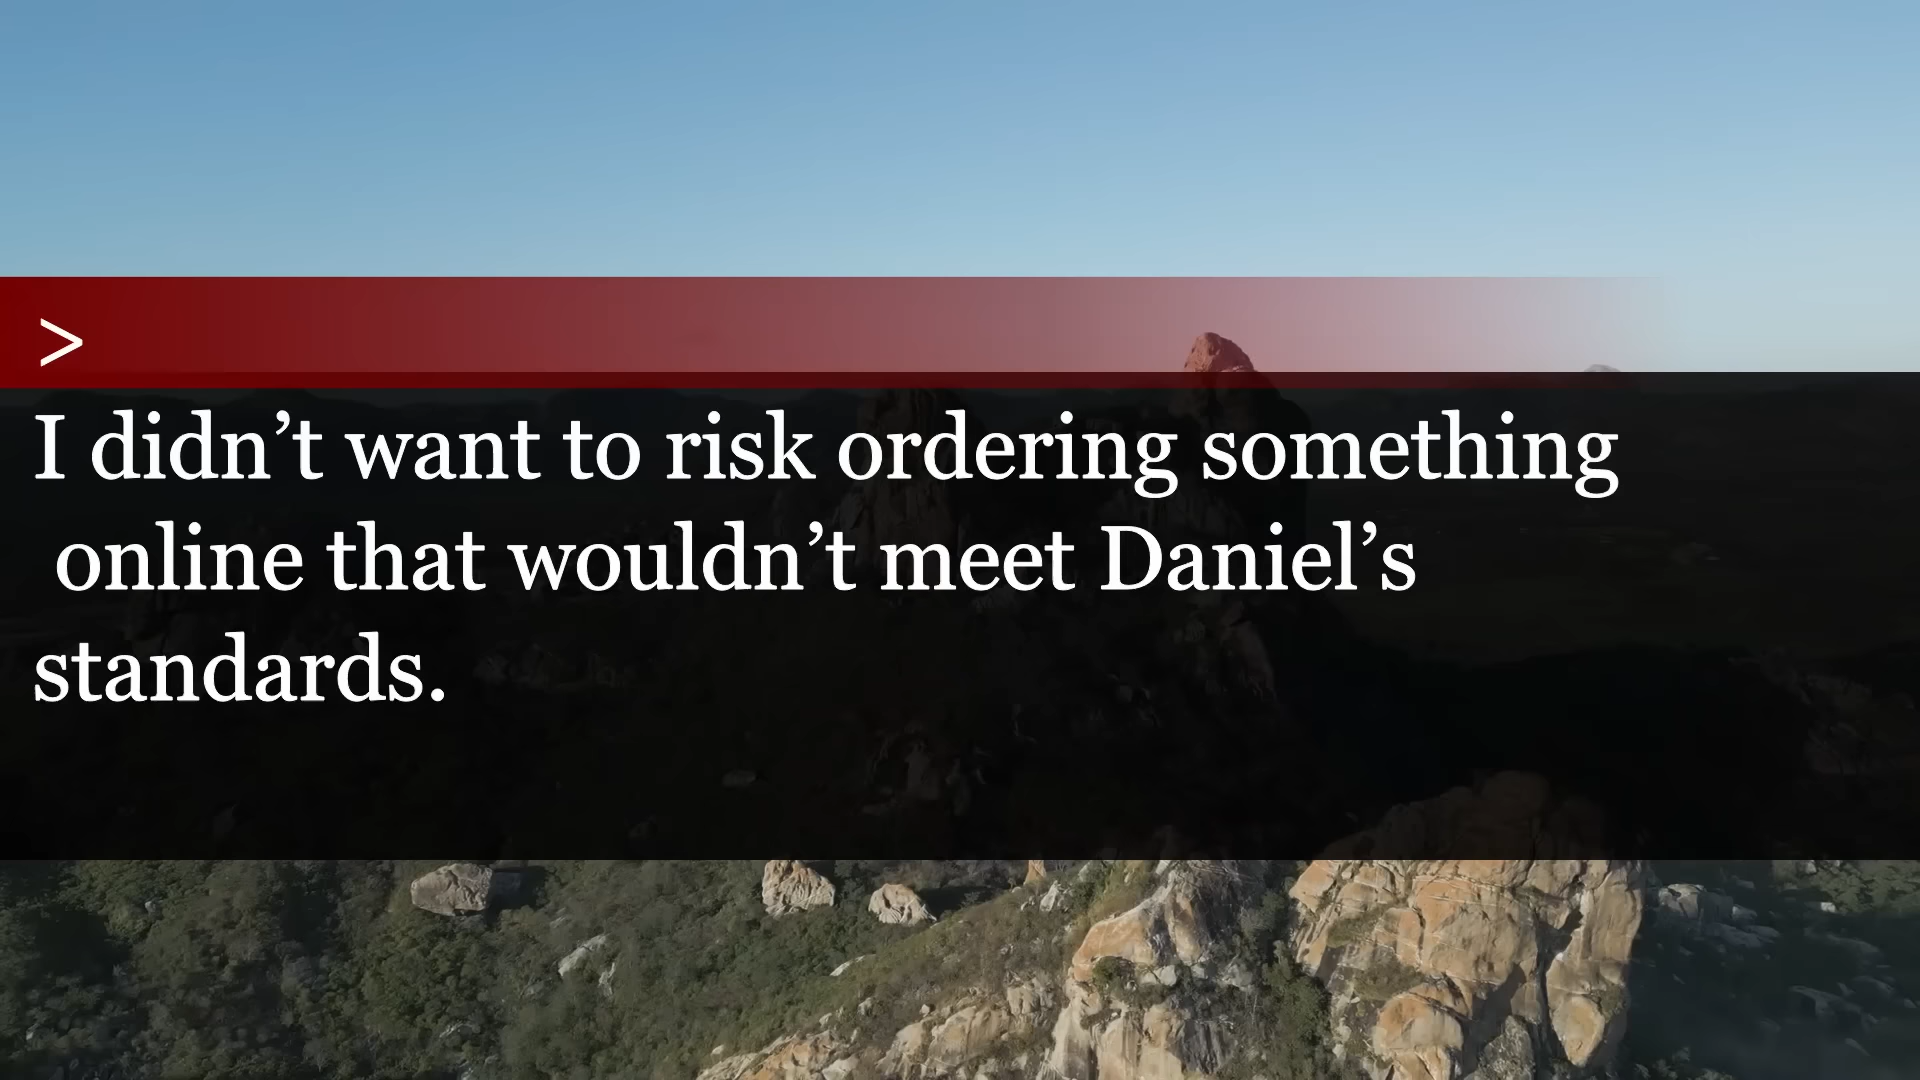 >
I didn’t want to risk ordering something
online that wouldn’t meet Daniel’s
standards.